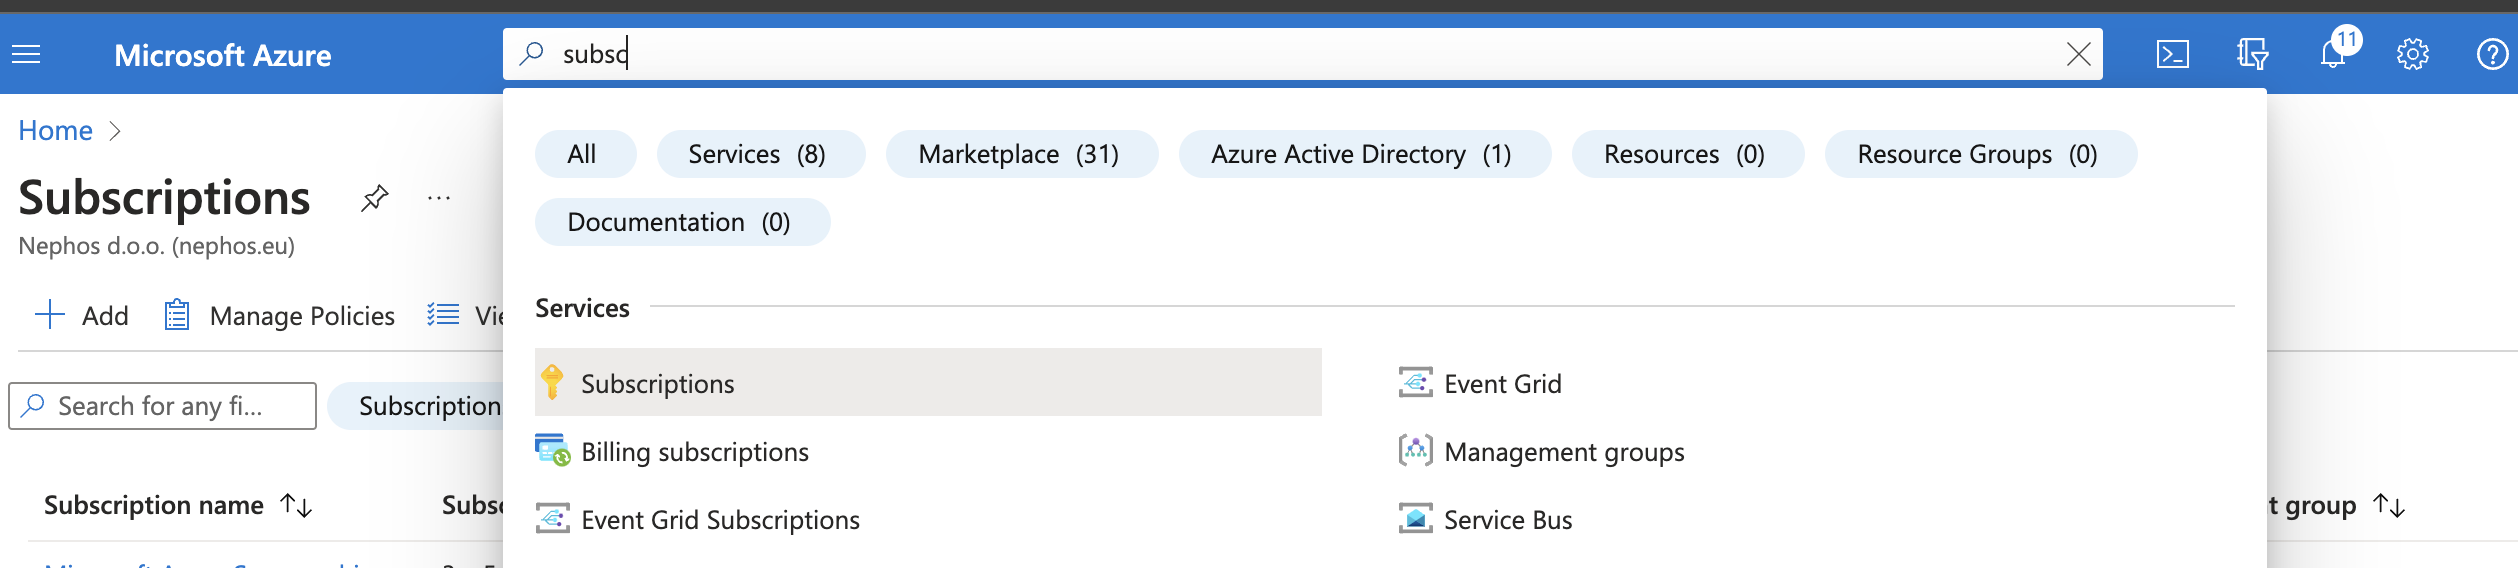 Microsoft Azure
subsc
11
Home
All
Services (8)
Marketplace (31)
Azure Active Directory (1)
Resources (0)
Resource Groups (0)
Documentation (0)
Subscriptions
Nephos d.o.o. (nephos.eu)
Add
Manage Policies
Vie
Search for any fi...
Subscription
Subscription name
Subsc
t group
Services
Subscriptions
Event Grid
Billing subscriptions
Management groups
Event Grid Subscriptions
Service Bus